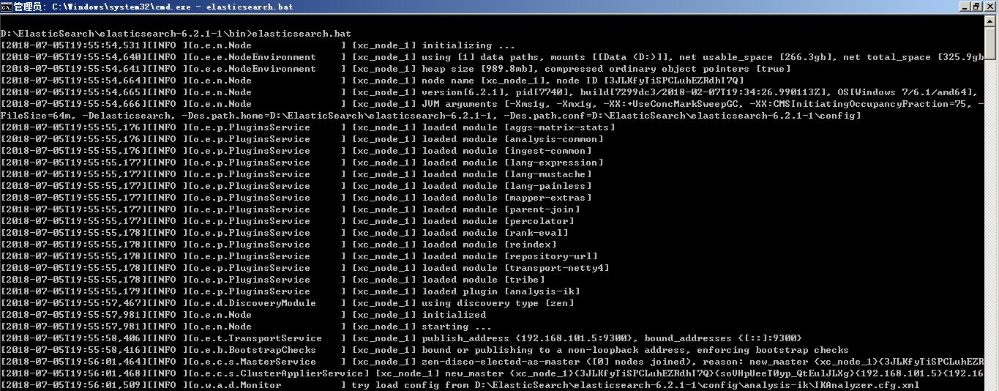 管理员: C:\Windows\system32\cmd.exe - elasticsearch.bat
D:\ElasticSearch\elasticsearch-6.2.1-1\bin>elasticsearch.bat
[2018-07-05T19:55:54,531][INFO ][o.e.n.Node               ] [xc_node_1] initializing ...
[2018-07-05T19:55:54,640][INFO ][o.e.e.NodeEnvironment    ] [xc_node_1] using [1] data paths, mounts [[Data (D:)]], net usable_space [266.3gb], net total_space [325.9gb
[2018-07-05T19:55:54,641][INFO ][o.e.e.NodeEnvironment    ] [xc_node_1] heap size [989.8mb], compressed ordinary object pointers [true]
[2018-07-05T19:55:54,664][INFO ][o.e.n.Node               ] [xc_node_1] node name [xc_node_1], node ID [3JLKfyTiSPCLuhEZRdhI7Q]
[2018-07-05T19:55:54,665][INFO ][o.e.n.Node               ] [xc_node_1] version[6.2.1], pid[7740], build[7299dc3/2018-02-07T19:34:26.990113Z], OS[Windows 7/6.1/amd64],
[2018-07-05T19:55:54,666][INFO ][o.e.n.Node               ] [xc_node_1] JVM arguments [-Xms1g, -Xmx1g, -XX:+UseConcMarkSweepGC, -XX:CMSInitiatingOccupancyFraction=75, -
FileSize=64m, -Delasticsearch, -Des.path.home=D:\ElasticSearch\elasticsearch-6.2.1-1, -Des.path.conf=D:\ElasticSearch\elasticsearch-6.2.1-1\config]
[2018-07-05T19:55:55,176][INFO ][o.e.p.PluginsService     ] [xc_node_1] loaded module [aggs-matrix-stats]
[2018-07-05T19:55:55,176][INFO ][o.e.p.PluginsService     ] [xc_node_1] loaded module [analysis-common]
[2018-07-05T19:55:55,176][INFO ][o.e.p.PluginsService     ] [xc_node_1] loaded module [ingest-common]
[2018-07-05T19:55:55,177][INFO ][o.e.p.PluginsService     ] [xc_node_1] loaded module [lang-expression]
[2018-07-05T19:55:55,177][INFO ][o.e.p.PluginsService     ] [xc_node_1] loaded module [lang-mustache]
[2018-07-05T19:55:55,177][INFO ][o.e.p.PluginsService     ] [xc_node_1] loaded module [lang-painless]
[2018-07-05T19:55:55,177][INFO ][o.e.p.PluginsService     ] [xc_node_1] loaded module [mapper-extras]
[2018-07-05T19:55:55,177][INFO ][o.e.p.PluginsService     ] [xc_node_1] loaded module [parent-join]
[2018-07-05T19:55:55,177][INFO ][o.e.p.PluginsService     ] [xc_node_1] loaded module [percolator]
[2018-07-05T19:55:55,178][INFO ][o.e.p.PluginsService     ] [xc_node_1] loaded module [rank-eval]
[2018-07-05T19:55:55,178][INFO ][o.e.p.PluginsService     ] [xc_node_1] loaded module [reindex]
[2018-07-05T19:55:55,178][INFO ][o.e.p.PluginsService     ] [xc_node_1] loaded module [repository-url]
[2018-07-05T19:55:55,178][INFO ][o.e.p.PluginsService     ] [xc_node_1] loaded module [transport-netty4]
[2018-07-05T19:55:55,178][INFO ][o.e.p.PluginsService     ] [xc_node_1] loaded module [tribe]
[2018-07-05T19:55:55,179][INFO ][o.e.p.PluginsService     ] [xc_node_1] loaded plugin [analysis-ik]
[2018-07-05T19:55:57,467][INFO ][o.e.d.DiscoveryModule    ] [xc_node_1] using discovery type [zen]
[2018-07-05T19:55:57,981][INFO ][o.e.n.Node               ] [xc_node_1] initialized
[2018-07-05T19:55:57,981][INFO ][o.e.n.Node               ] [xc_node_1] starting ...
[2018-07-05T19:55:58,406][INFO ][o.e.t.TransportService   ] [xc_node_1] publish_address {192.168.101.5:9300}, bound_addresses {[::]:9300}
[2018-07-05T19:55:58,416][INFO ][o.e.b.BootstrapChecks    ] [xc_node_1] bound or publishing to a non-loopback address, enforcing bootstrap checks
[2018-07-05T19:56:01,464][INFO ][o.e.c.s.MasterService    ] [xc_node_1] zen-disco-elected-as-master ([0] nodes joined), reason: new_master {xc_node_1}{3JLKfyTiSPCLuhEZR
[2018-07-05T19:56:01,468][INFO ][o.e.c.s.ClusterApplierService] [xc_node_1] new_master {xc_node_1}{3JLKfyTiSPCLuhEZRdhI7Q}{soVHpUeeT0yp_QtEulJLXg}{192.168.101.5}{192.16
[2018-07-05T19:56:01,509][INFO ][o.w.a.d.Monitor          ] try load config from D:\ElasticSearch\elasticsearch-6.2.1-1\config\analysis-ik\IKAnalyzer.cfg.xml